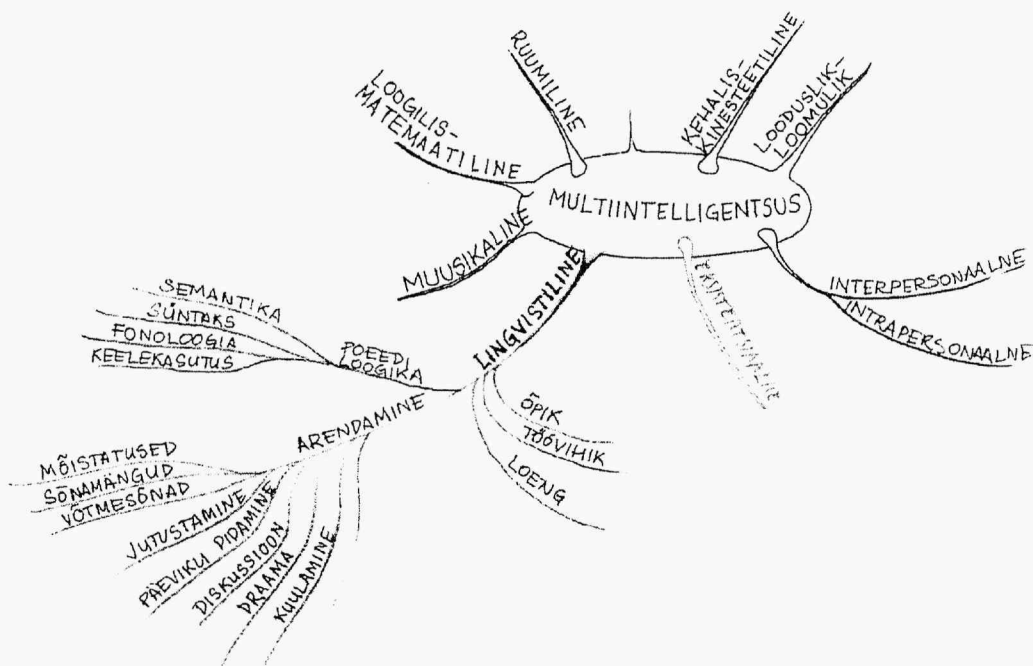 MULTIINTELLIGENTSUS
LOOGILIS-
MATEMAATILINE
RUUMILINE
KEHALIS-
KINESTEETILINE
LOODUSLIK-
LOOMULIK
INTERPERSONAALNE
INTRAPERSONAALNE
MUUSIKALINE
LINGVISTILINE
ÕPIK
TÖÖVIHIK
LOENG
POEEDI
LOOGIKA
SEMANTIKA
SÜNTAKS
FONOLOOGIA
KEELEKASUTUS
ARENDAMINE
MÕISTATUSED
SÕNAMÄNGUD
VÕTMESÕNAD
JUTUSTAMINE
PÄEVIKU PIDAMINE
DISKUSSIOON
DRAAMA
KUULAMINE